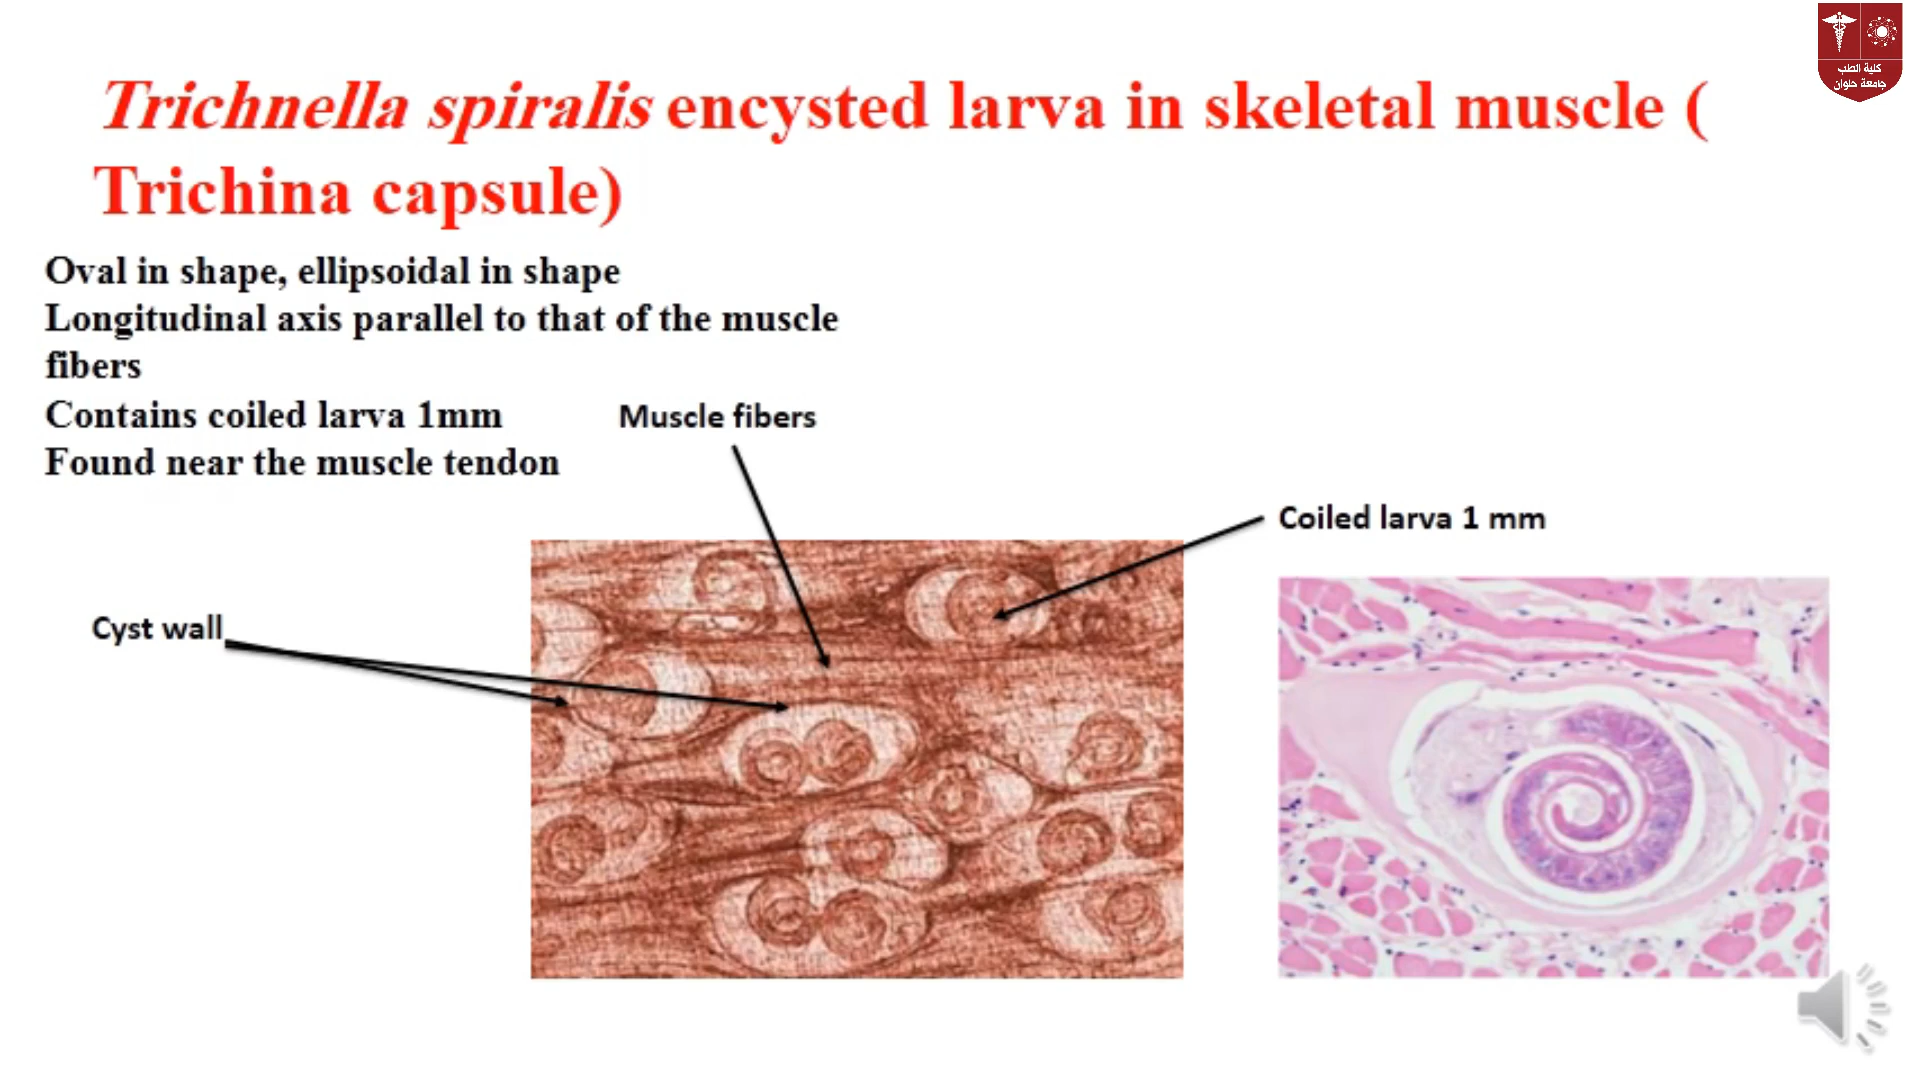 كلية الطب
جامعة حلوان
Trichnella spiralis encysted larva in skeletal muscle (
Trichina capsule)
Oval in shape, ellipsoidal in shape
Longitudinal axis parallel to that of the muscle
fibers
Contains coiled larva 1mm
Found near the muscle tendon
Muscle fibers
Coiled larva 1 mm
Cyst wall